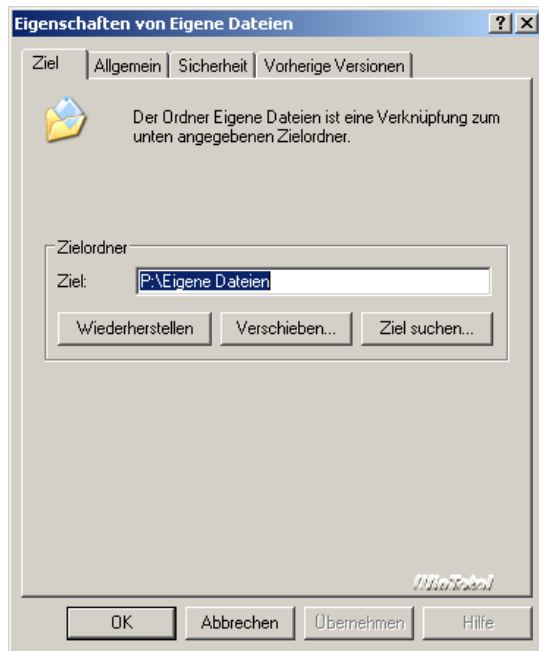 Eigenschaften von Eigene Dateien
Ziel
Allgemein
Sicherheit
Vorherige Versionen
Der Ordner Eigene Dateien ist eine Verknüpfung zum
unten angegebenen Zielordner.
Zielordner
Ziel:
P:\Eigene Dateien
Wiederherstellen
Verschieben...
Ziel suchen...
WinTotal
OK
Abbrechen
Übernehmen
Hilfe